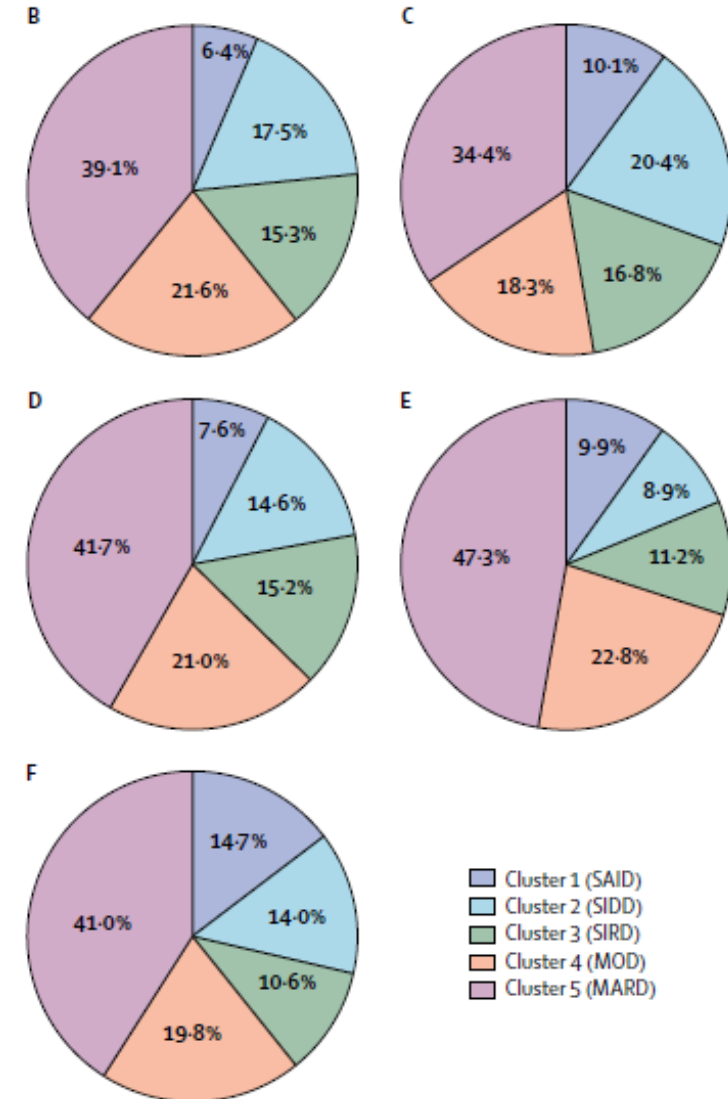 B
6·4%
17·5%
15·3%
21·6%
39·1%
C
10·1%
20·4%
16·8%
18·3%
34·4%
D
7·6%
14·6%
15·2%
21·0%
41·7%
E
9·9%
8·9%
11·2%
22·8%
47·3%
F
14·7%
14·0%
10·6%
19·8%
41·0%
Cluster 1 (SAID)
Cluster 2 (SIDD)
Cluster 3 (SIRD)
Cluster 4 (MOD)
Cluster 5 (MARD)